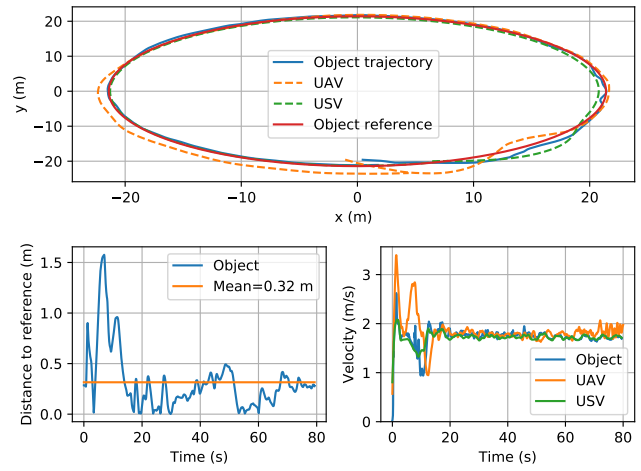 20
10
0
−10
−20
y (m)
Object trajectory
UAV
USV
Object reference
−20 −10 0 10 20
x (m)
1.5
1.0
0.5
0.0
Distance to reference (m)
Object
Mean=0.32 m
0 20 40 60 80
Time (s)
3
2
1
0
Velocity (m/s)
Object
UAV
USV
0 20 40 60 80
Time (s)